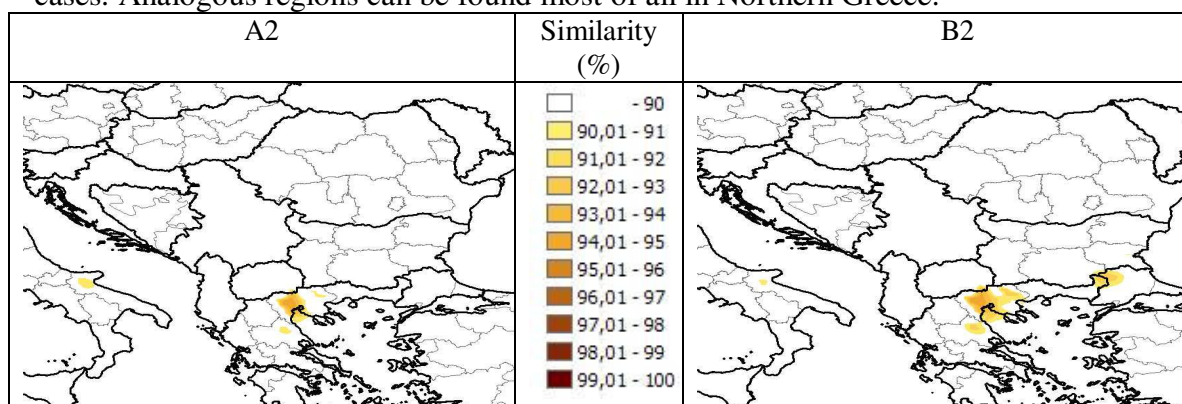 cases. Analogous regions can be found most of all in Northern Greece.
A2
Similarity
(%)
B2
- 90
90,01 - 91
91,01 - 92
92,01 - 93
93,01 - 94
94,01 - 95
95,01 - 96
96,01 - 97
97,01 - 98
98,01 - 99
99,01 - 100